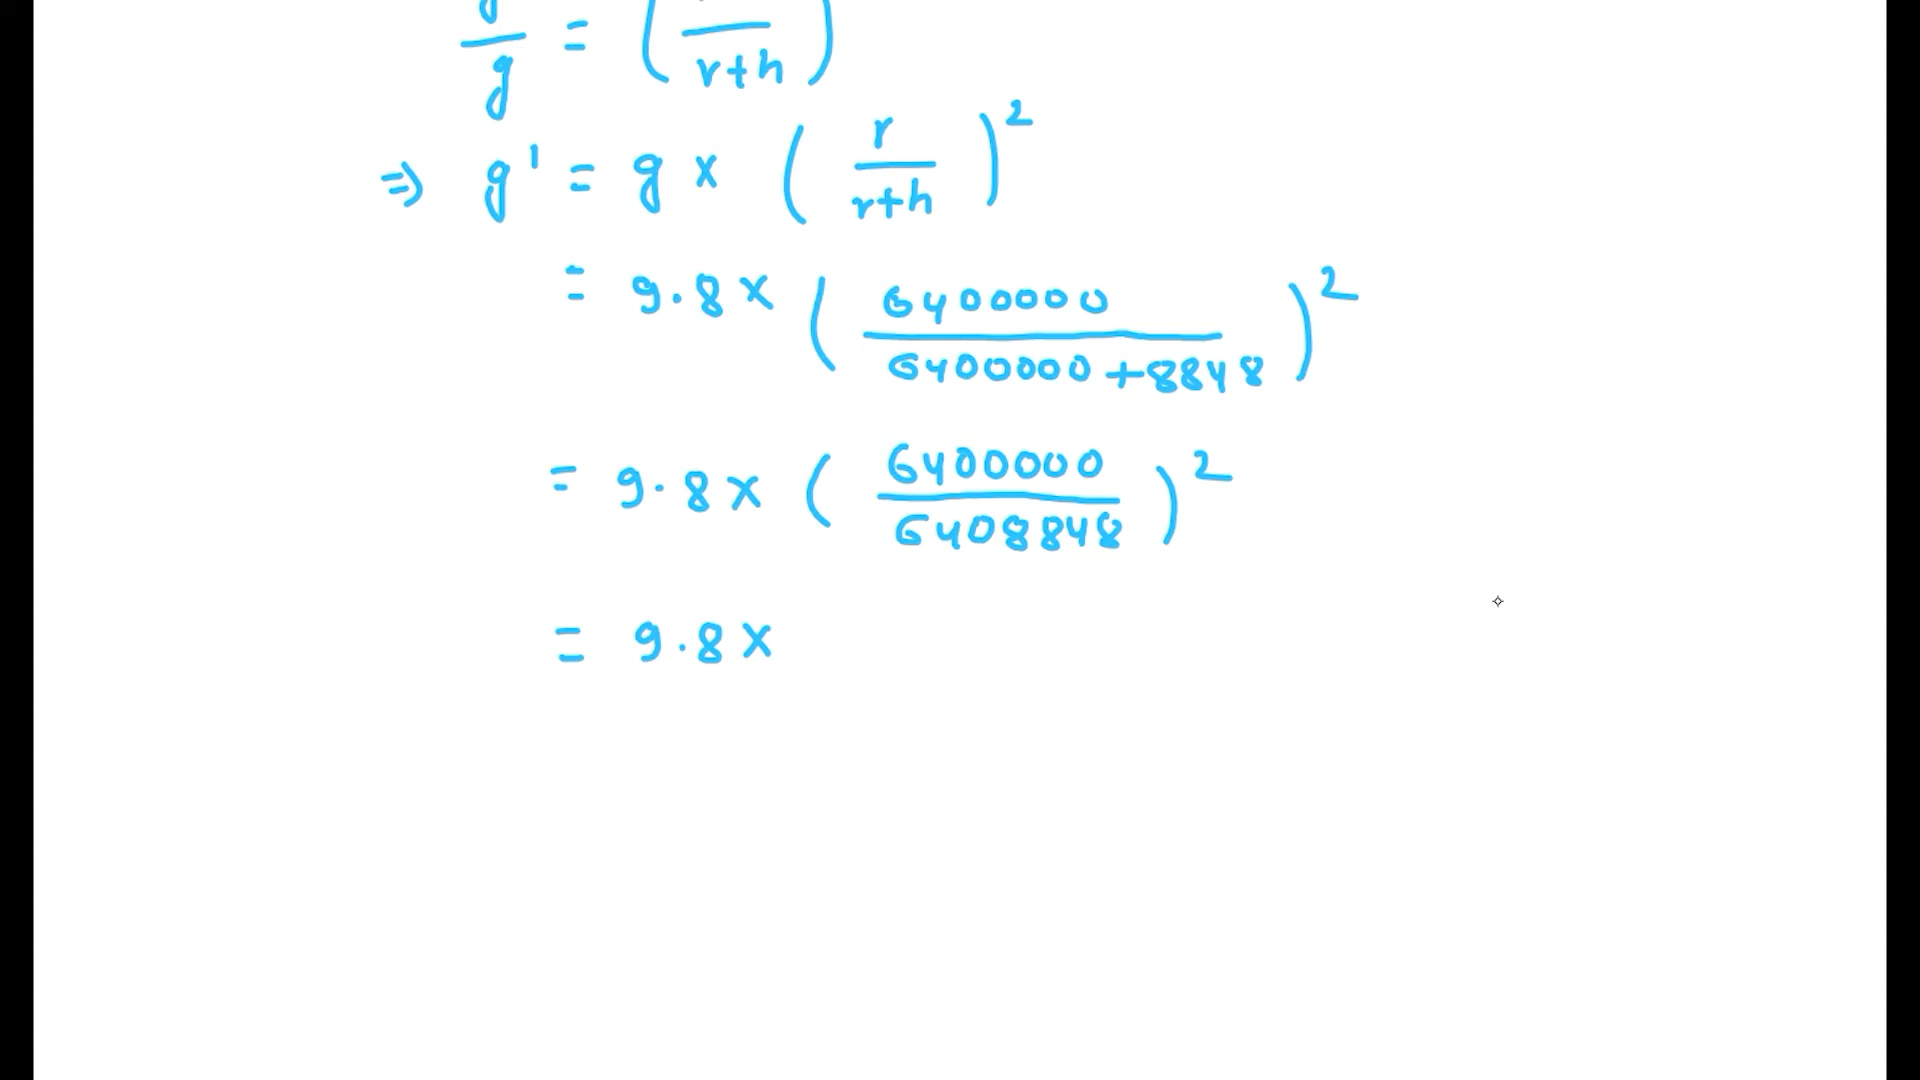 g/g = ( /r+h)
⇒ g' = g x (r/r+h)²
= 9.8 x (6400000/6400000+8848)²
= 9.8 x (6400000/6408848)²
= 9.8 x